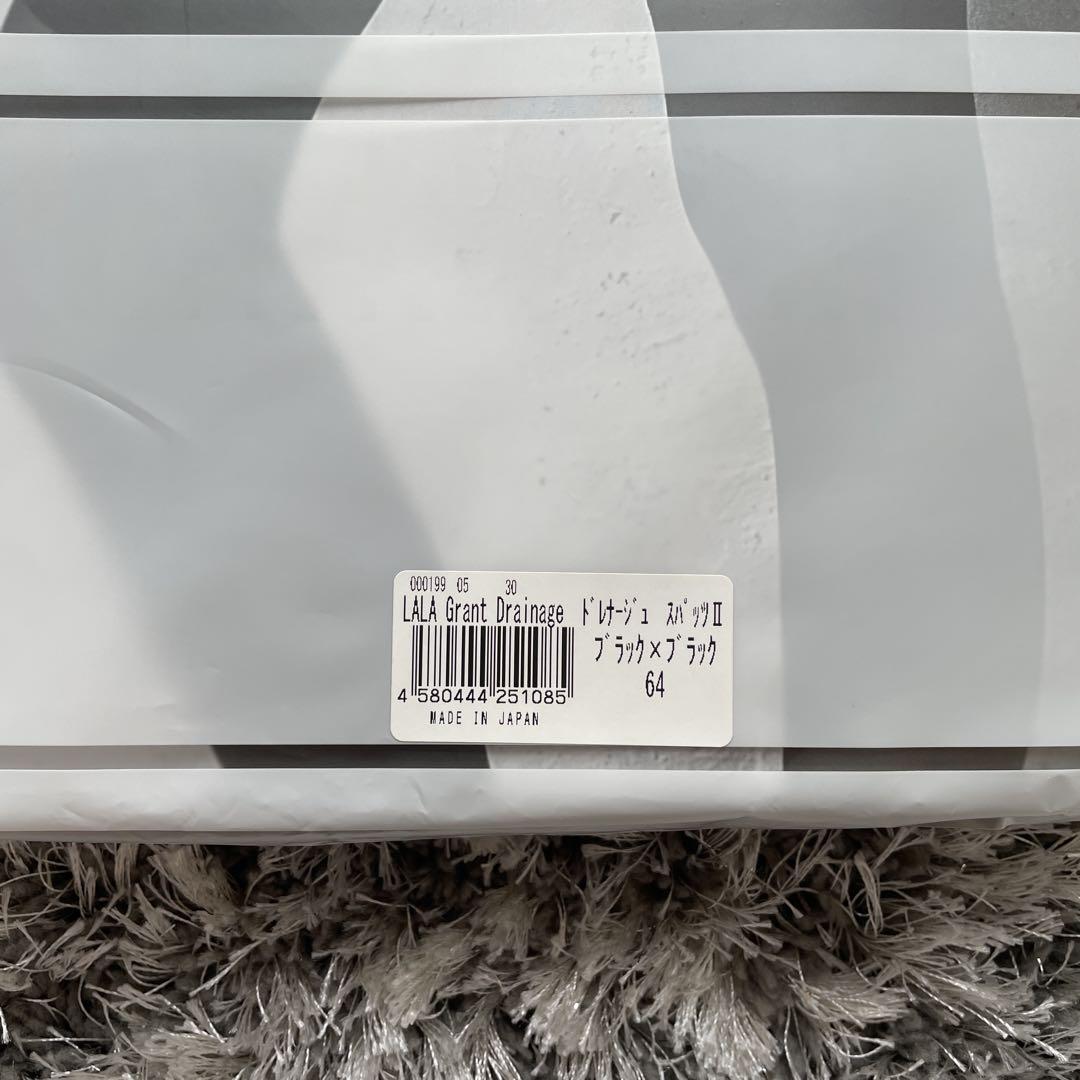 000199 05 30
LALA Grant Drainage ﾄﾞﾚﾅｰｼﾞｭ ｽﾊﾟｯﾂⅡ
ﾌﾞﾗｯｸ×ﾌﾞﾗｯｸ
64
4 580444 251085
MADE IN JAPAN